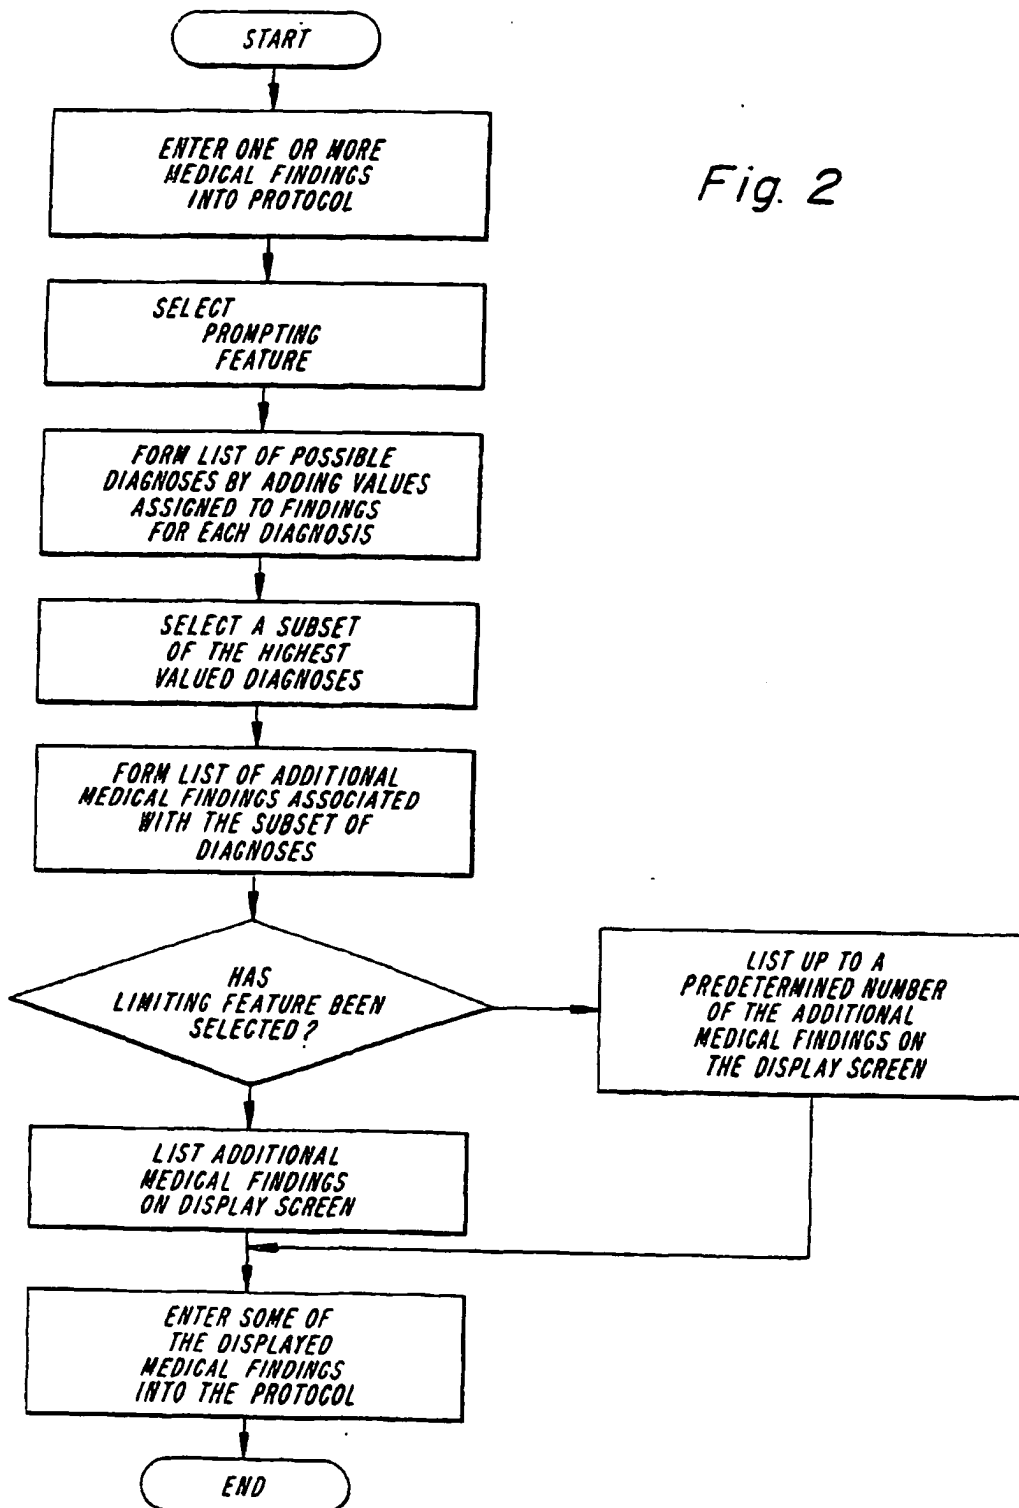 START
ENTER ONE OR MORE
MEDICAL FINDINGS
INTO PROTOCOL
Fig. 2
SELECT
PROMPTING
FEATURE
FORM LIST OF POSSIBLE
DIAGNOSES BY ADDING VALUES
ASSIGNED TO FINDINGS
FOR EACH DIAGNOSIS
SELECT A SUBSET
OF THE HIGHEST
VALUED DIAGNOSES
FORM LIST OF ADDITIONAL
MEDICAL FINDINGS ASSOCIATED
WITH THE SUBSET OF
DIAGNOSES
HAS
LIMITING FEATURE BEEN
SELECTED?
LIST UP TO A
PREDETERMINED NUMBER
OF THE ADDITIONAL
MEDICAL FINDINGS ON
THE DISPLAY SCREEN
LIST ADDITIONAL
MEDICAL FINDINGS
ON DISPLAY SCREEN
ENTER SOME OF
THE DISPLAYED
MEDICAL FINDINGS
INTO THE PROTOCOL
END